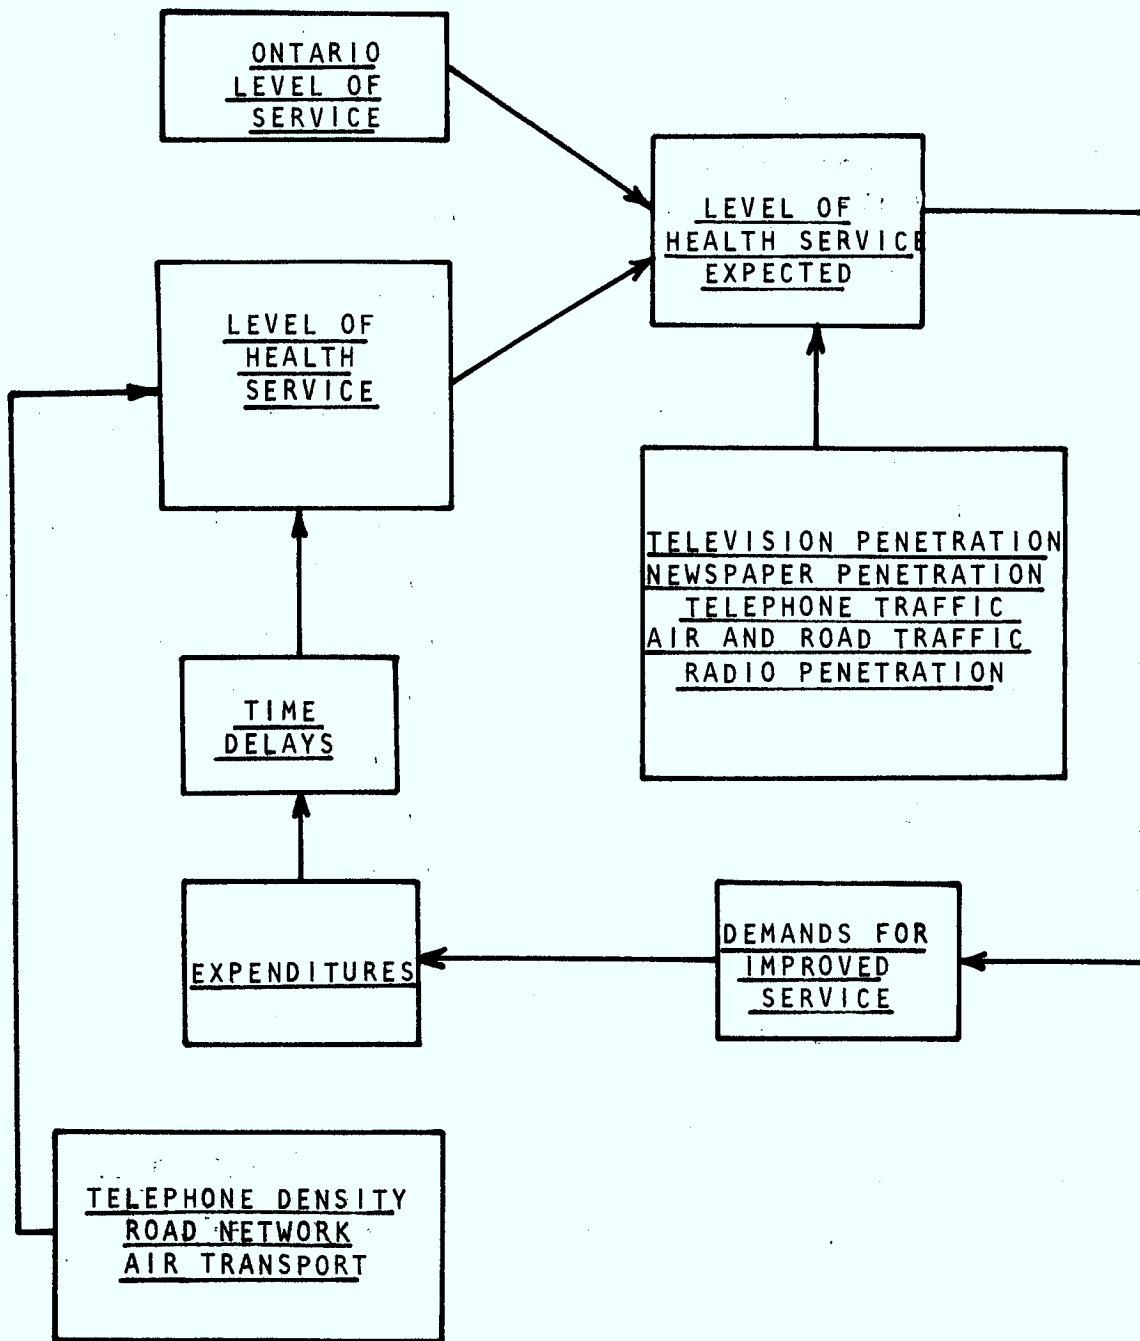 ONTARIO
LEVEL OF
SERVICE
LEVEL OF
HEALTH SERVICE
EXPECTED
LEVEL OF
HEALTH
SERVICE
TELEVISION PENETRATION
NEWSPAPER PENETRATION
TELEPHONE TRAFFIC
AIR AND ROAD TRAFFIC
RADIO PENETRATION
TIME
DELAYS
EXPENDITURES
DEMANDS FOR
IMPROVED
SERVICE
TELEPHONE DENSITY
ROAD NETWORK
AIR TRANSPORT